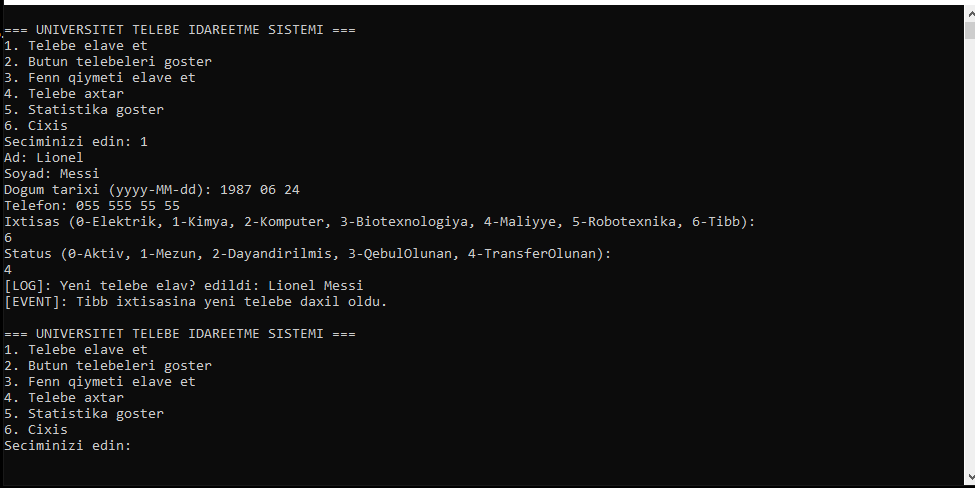 === UNIVERSITET TELEBE IDAREETME SISTEMI ===
1. Telebe elave et
2. Butun telebeleri goster
3. Fenn qiymeti elave et
4. Telebe axtar
5. Statistika goster
6. Cixis
Seciminizi edin: 1
Ad: Lionel
Soyad: Messi
Dogum tarixi (yyyy-MM-dd): 1987 06 24
Telefon: 055 555 55 55
Ixtisas (0-Elektrik, 1-Kimya, 2-Komputer, 3-Biotexnologiya, 4-Maliyye, 5-Robotexnika, 6-Tibb):
6
Status (0-Aktiv, 1-Mezun, 2-Dayandirilmis, 3-QebulOlunan, 4-TransferOlunan):
4
[LOG]: Yeni telebe elav? edildi: Lionel Messi
[EVENT]: Tibb ixtisasina yeni telebe daxil oldu.
=== UNIVERSITET TELEBE IDAREETME SISTEMI ===
1. Telebe elave et
2. Butun telebeleri goster
3. Fenn qiymeti elave et
4. Telebe axtar
5. Statistika goster
6. Cixis
Seciminizi edin: